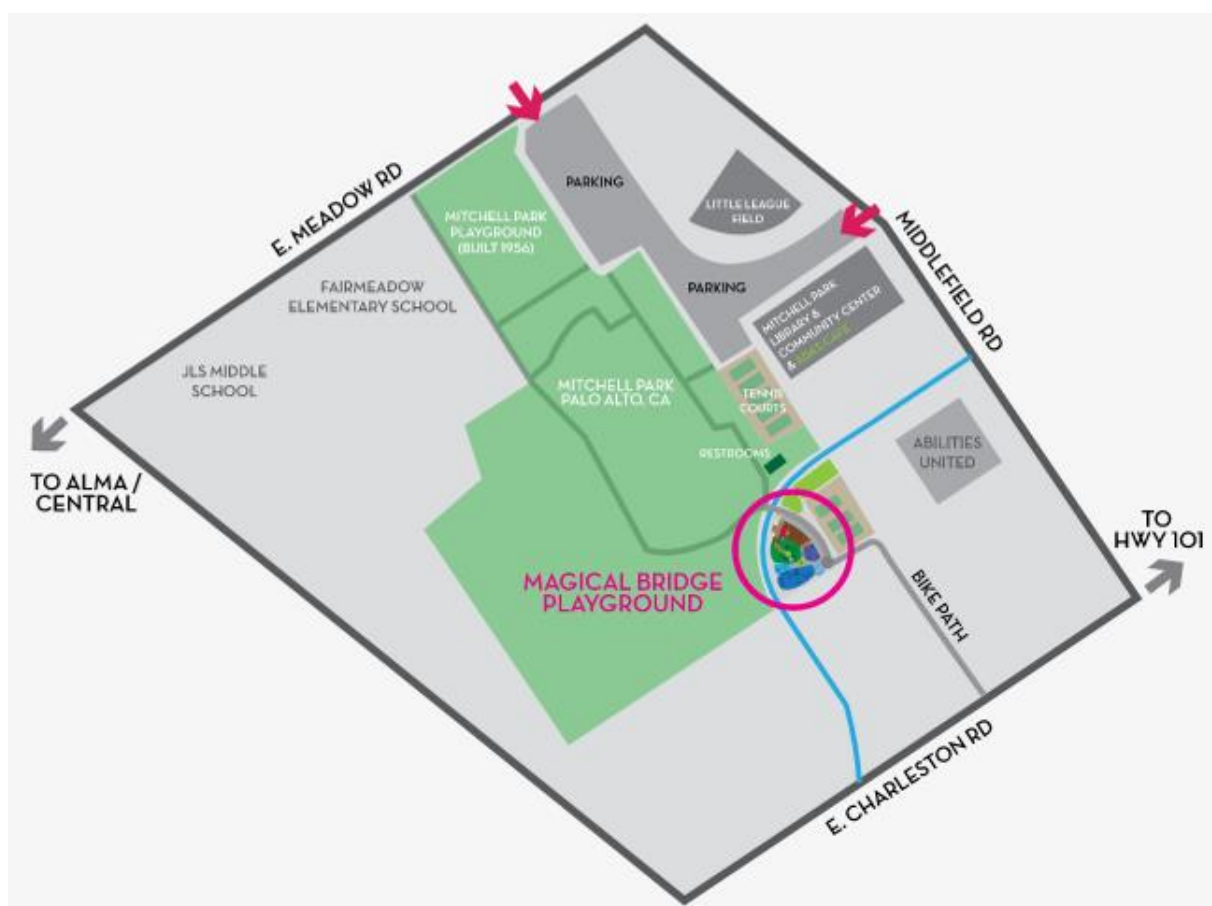 E. MEADOW RD
PARKING
LITTLE LEAGUE
FIELD
MITCHELL PARK
PLAYGROUND
(BUILT 1956)
MIDDLEFIELD RD
FAIRMEADOW
ELEMENTARY SCHOOL
PARKING
MITCHELL PARK
LIBRARY &
COMMUNITY CENTER
& ADA'S CAFE
JLS MIDDLE
SCHOOL
MITCHELL PARK
PALO ALTO, CA
TENNIS
COURTS
RESTROOMS
ABILITIES
UNITED
TO ALMA /
CENTRAL
TO
HWY 101
MAGICAL BRIDGE
PLAYGROUND
BIKE PATH
E. CHARLESTON RD